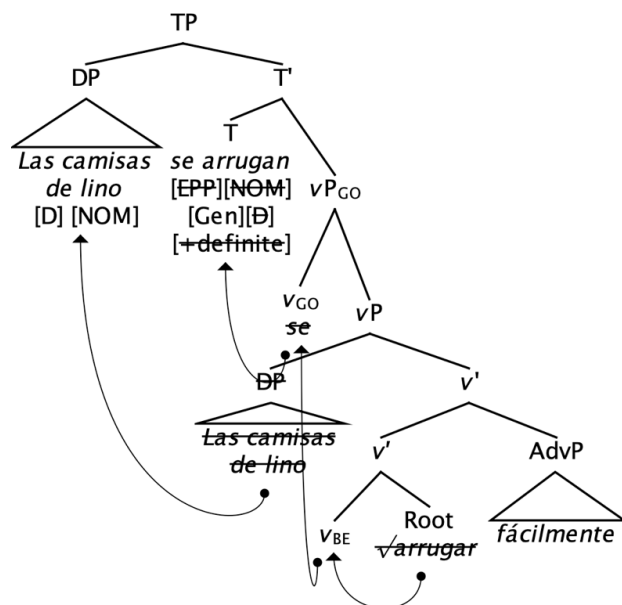 TP
DP T'
T
Las camisas se arrugan
de lino [EPP][NOM] vPGO
[D] [NOM] [Gen][D]
[+definite]
vGO vP
se
DP v'
Las camisas
de lino v' AdvP
vBE Root fácilmente
√arrugar